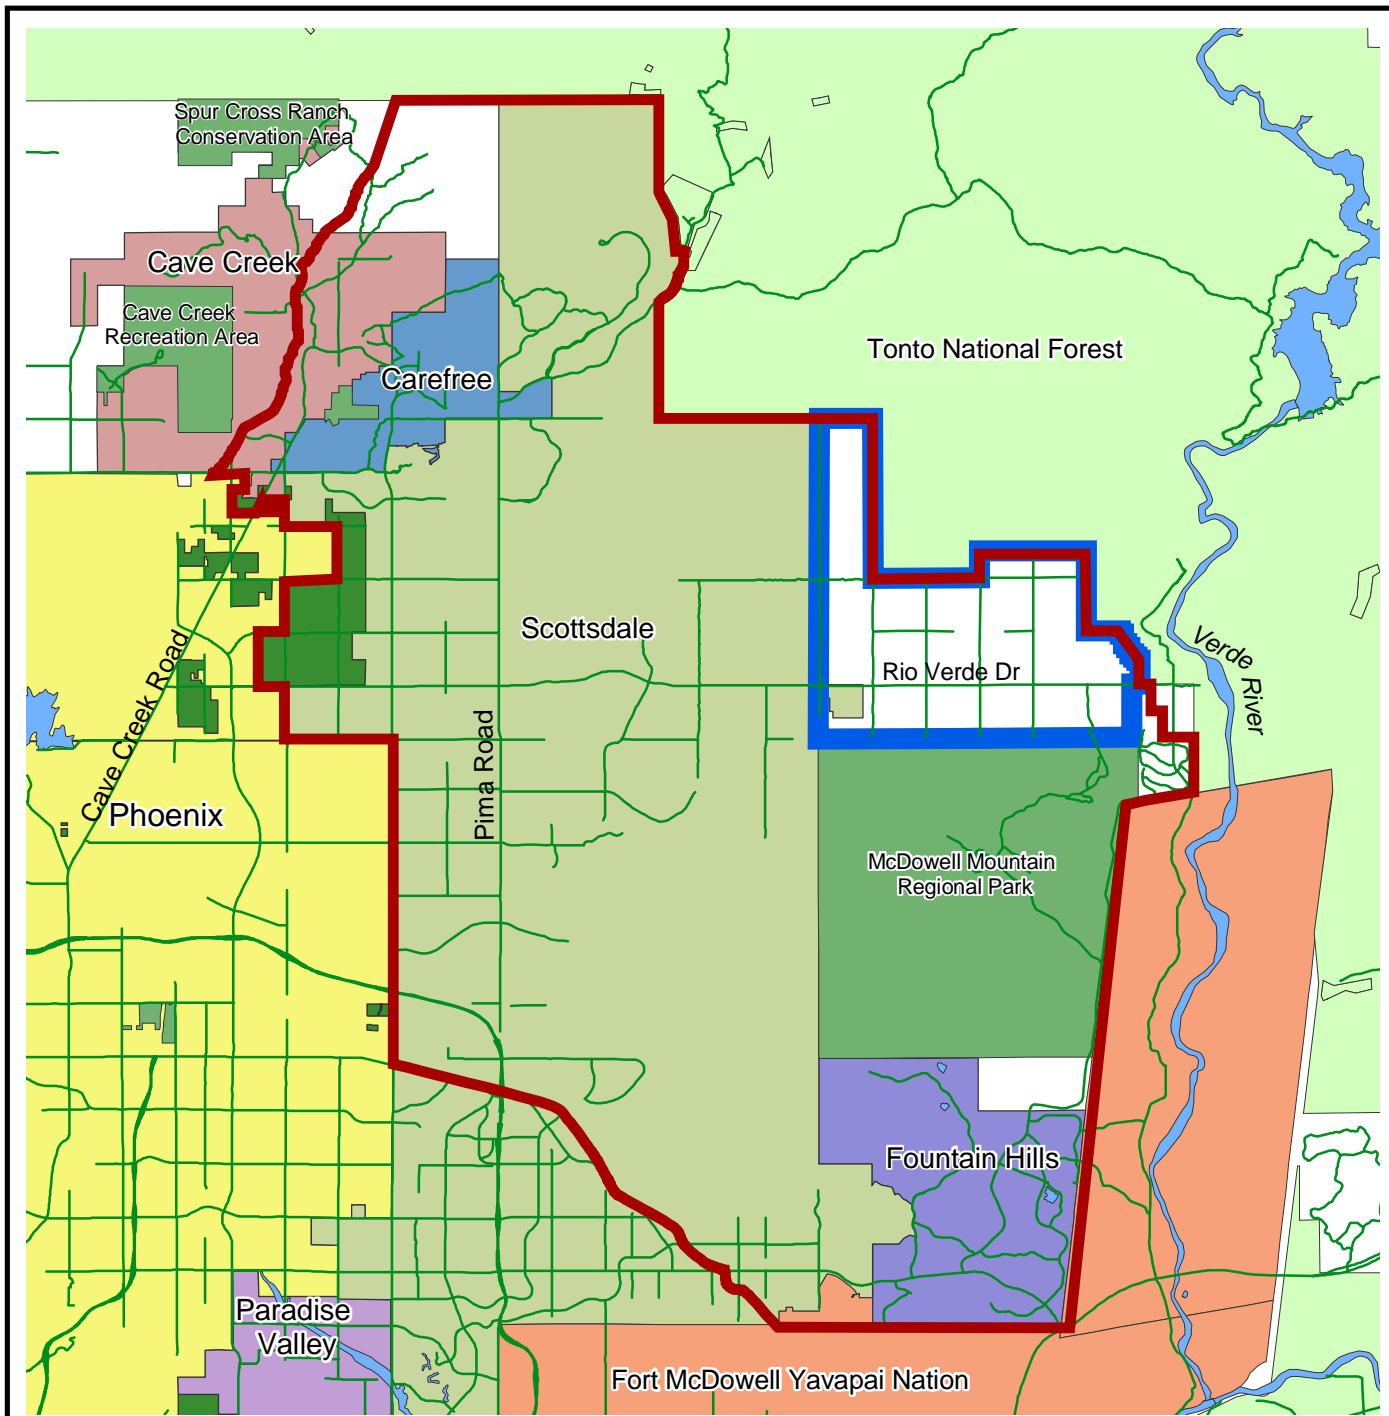 Spur Cross Ranch
Conservation Area
Cave Creek
Cave Creek
Recreation Area
Tonto National Forest
Carefree
Scottsdale
Verde River
Rio Verde Dr
Cave Creek Road
Pima Road
Phoenix
McDowell Mountain
Regional Park
Fountain Hills
Paradise
Valley
Fort McDowell Yavapai Nation